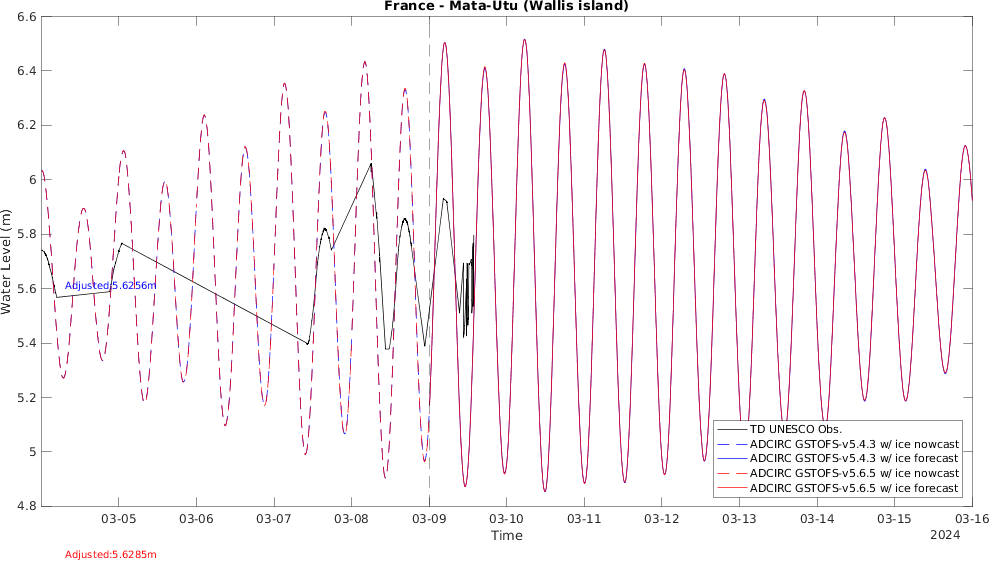 France - Mata-Utu (Wallis island)
6.6
6.4
6.2
6
5.8
5.6
5.4
5.2
5
4.8
Water Level (m)
Adjusted:5.6256m
TD UNESCO Obs.
ADCIRC GSTOFS-v5.4.3 w/ ice nowcast
ADCIRC GSTOFS-v5.4.3 w/ ice forecast
ADCIRC GSTOFS-v5.6.5 w/ ice nowcast
ADCIRC GSTOFS-v5.6.5 w/ ice forecast
03-05 03-06 03-07 03-08 03-09 03-10 03-11 03-12 03-13 03-14 03-15 03-16
Time
2024
Adjusted:5.6285m